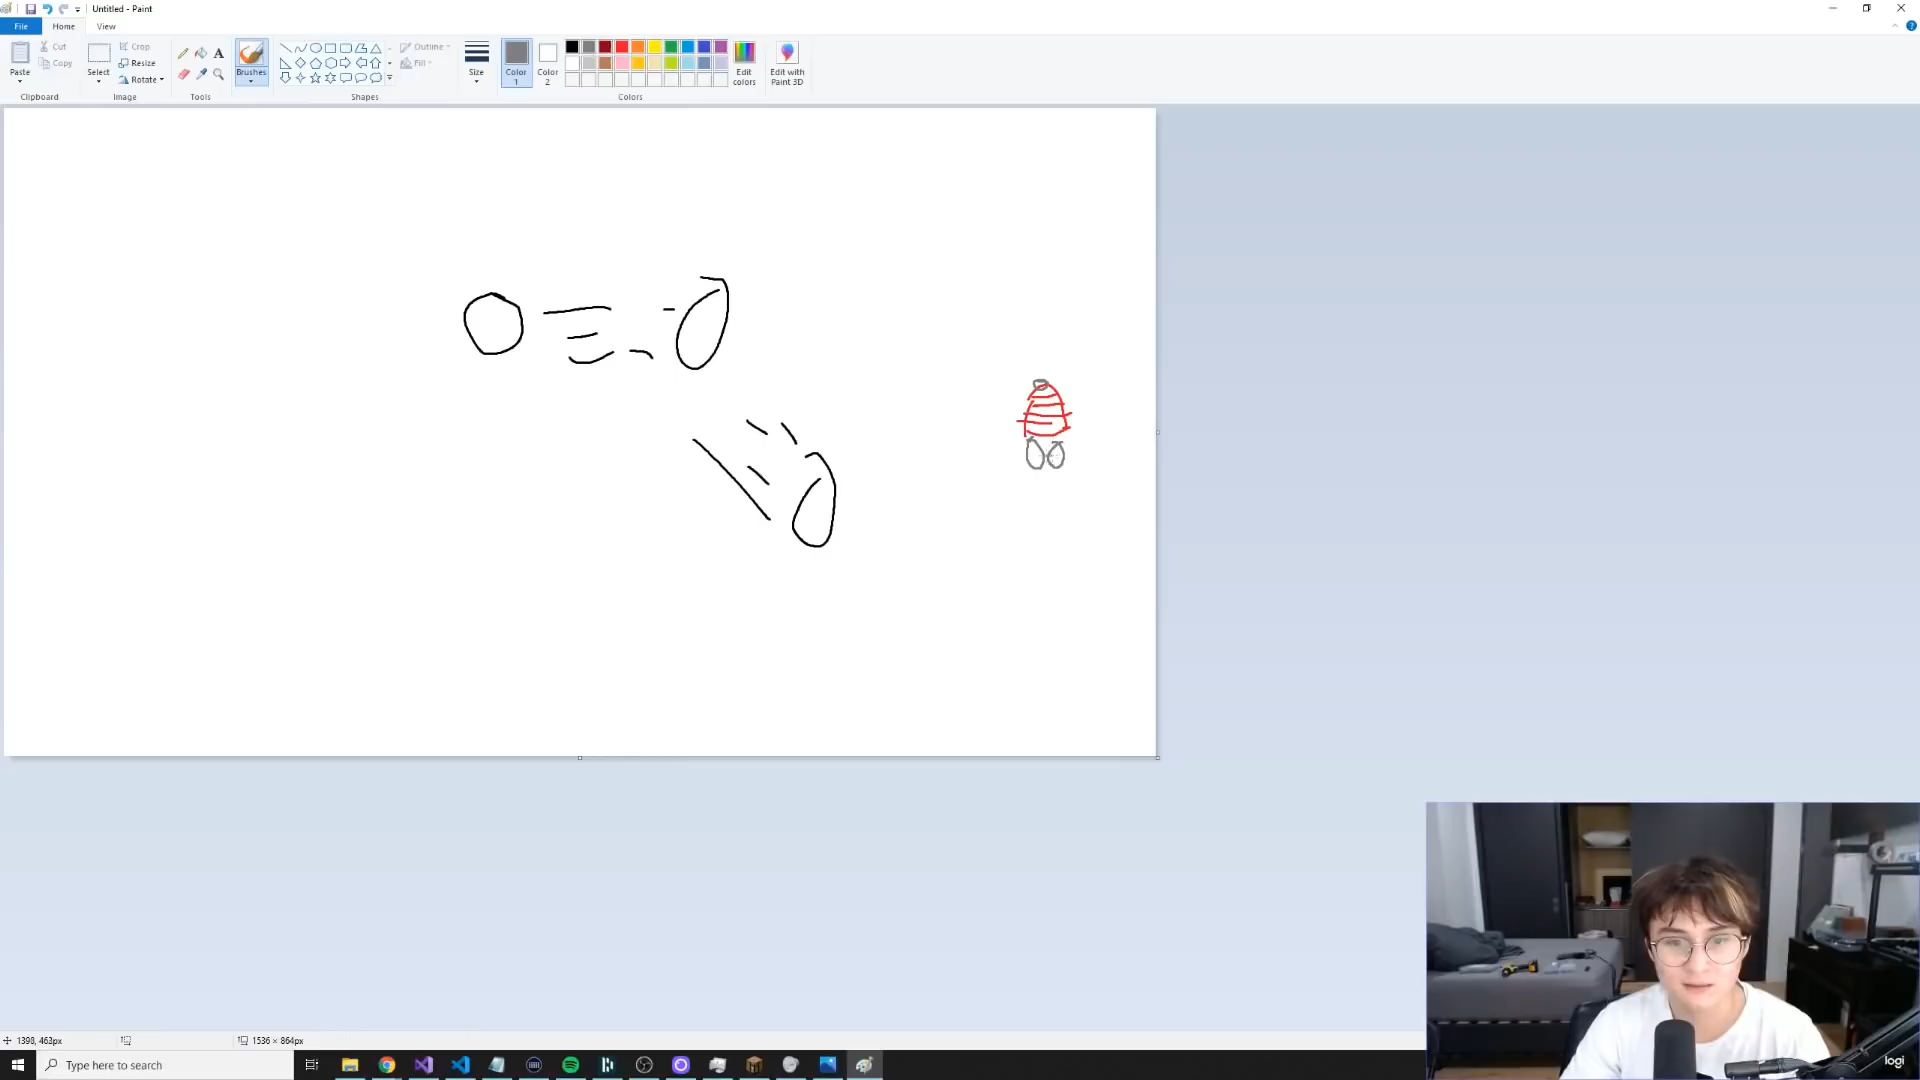 Untitled - Paint
File Home View
Paste
Cut
Copy
Clipboard
Select
Crop
Resize
Rotate
Image
Tools
Brushes
Outline
Fill
Shapes
Size
Color 1
Color 2
Edit colors
Colors
Edit with Paint 3D
1398, 463px
1536 × 864px
Type here to search
logi